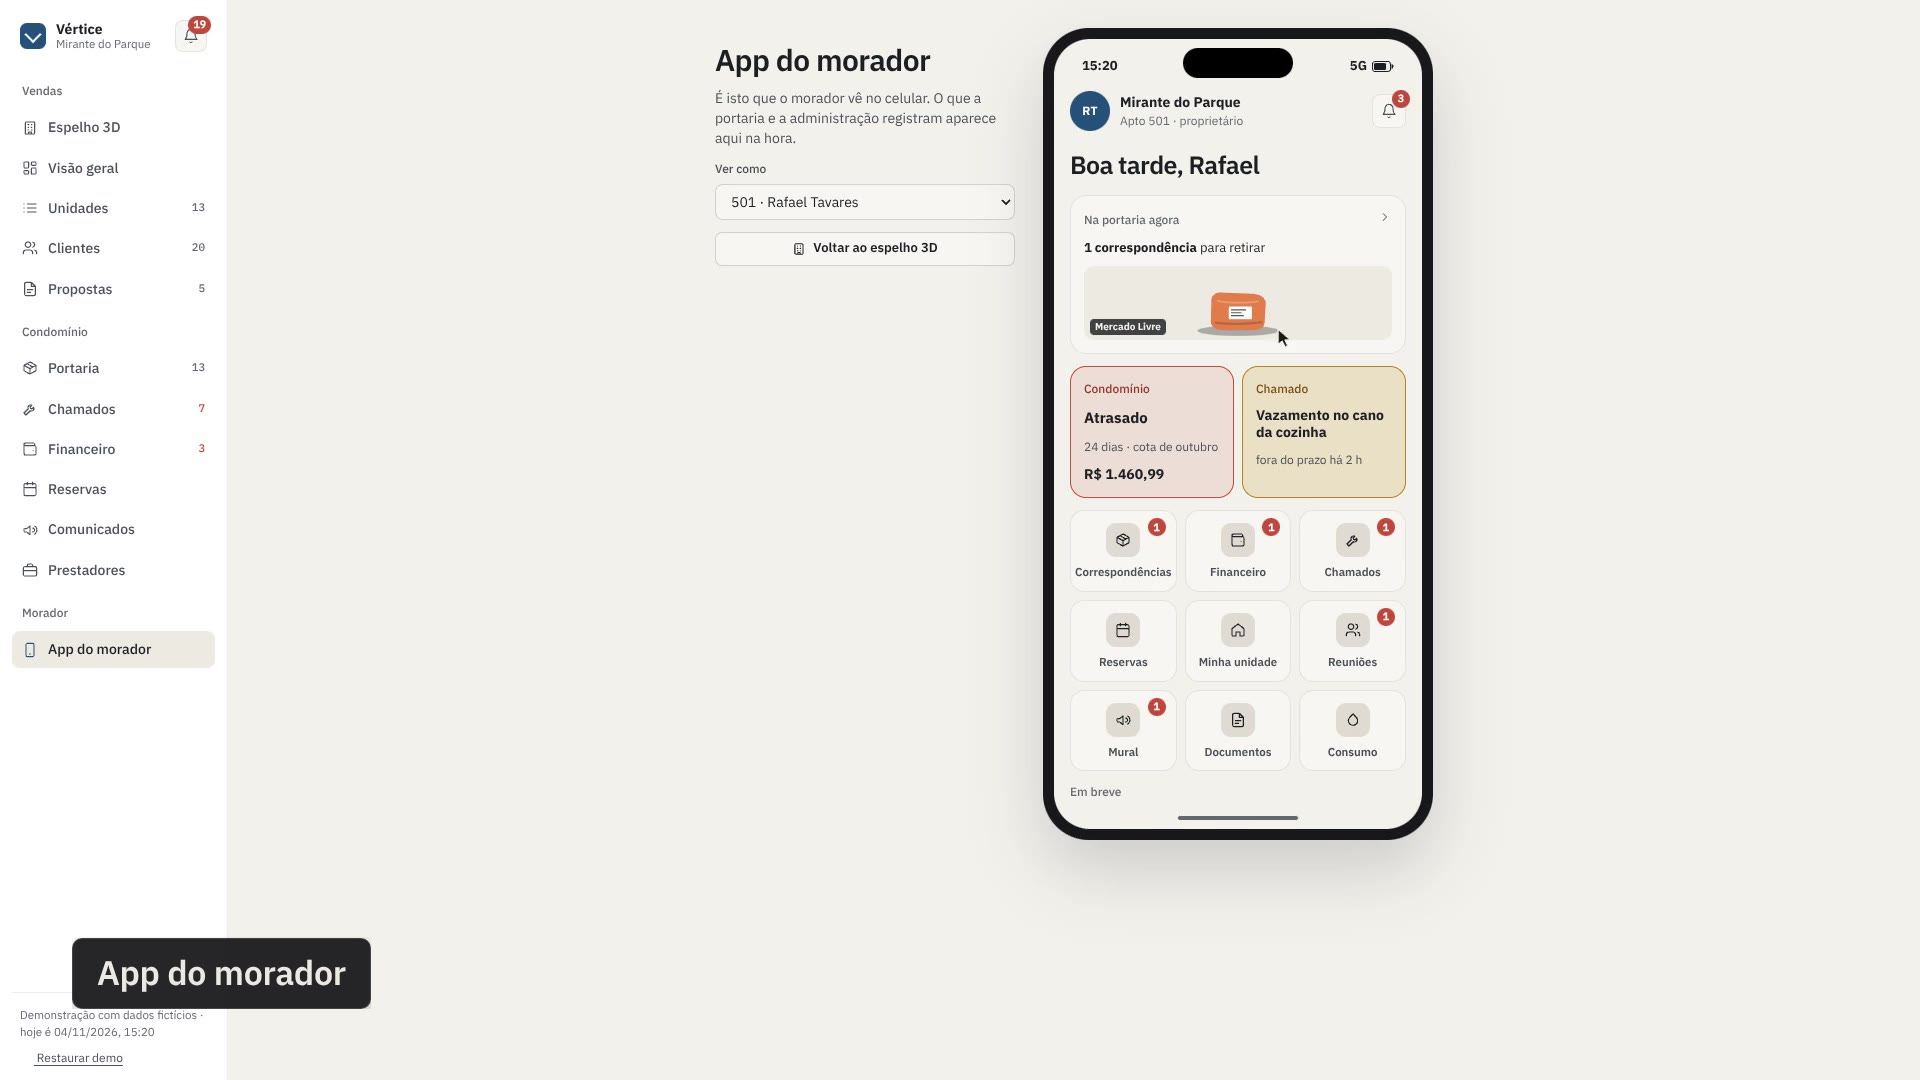 Vértice
Mirante do Parque
19
Vendas
Espelho 3D
Visão geral
Unidades 13
Clientes 20
Propostas 5
Condomínio
Portaria 13
Chamados 7
Financeiro 3
Reservas
Comunicados
Prestadores
Morador
App do morador
App do morador
Demonstração com dados fictícios ·
hoje é 04/11/2026, 15:20
Restaurar demo
App do morador
É isto que o morador vê no celular. O que a
portaria e a administração registram aparece
aqui na hora.
Ver como
501 · Rafael Tavares
Voltar ao espelho 3D
15:20
5G
RT
Mirante do Parque
Apto 501 · proprietário
3
Boa tarde, Rafael
Na portaria agora
1 correspondência para retirar
Mercado Livre
Condomínio
Atrasado
24 dias · cota de outubro
R$ 1.460,99
Chamado
Vazamento no cano
da cozinha
fora do prazo há 2 h
1
Correspondências
1
Financeiro
1
Chamados
Reservas
Minha unidade
1
Reuniões
1
Mural
Documentos
Consumo
Em breve